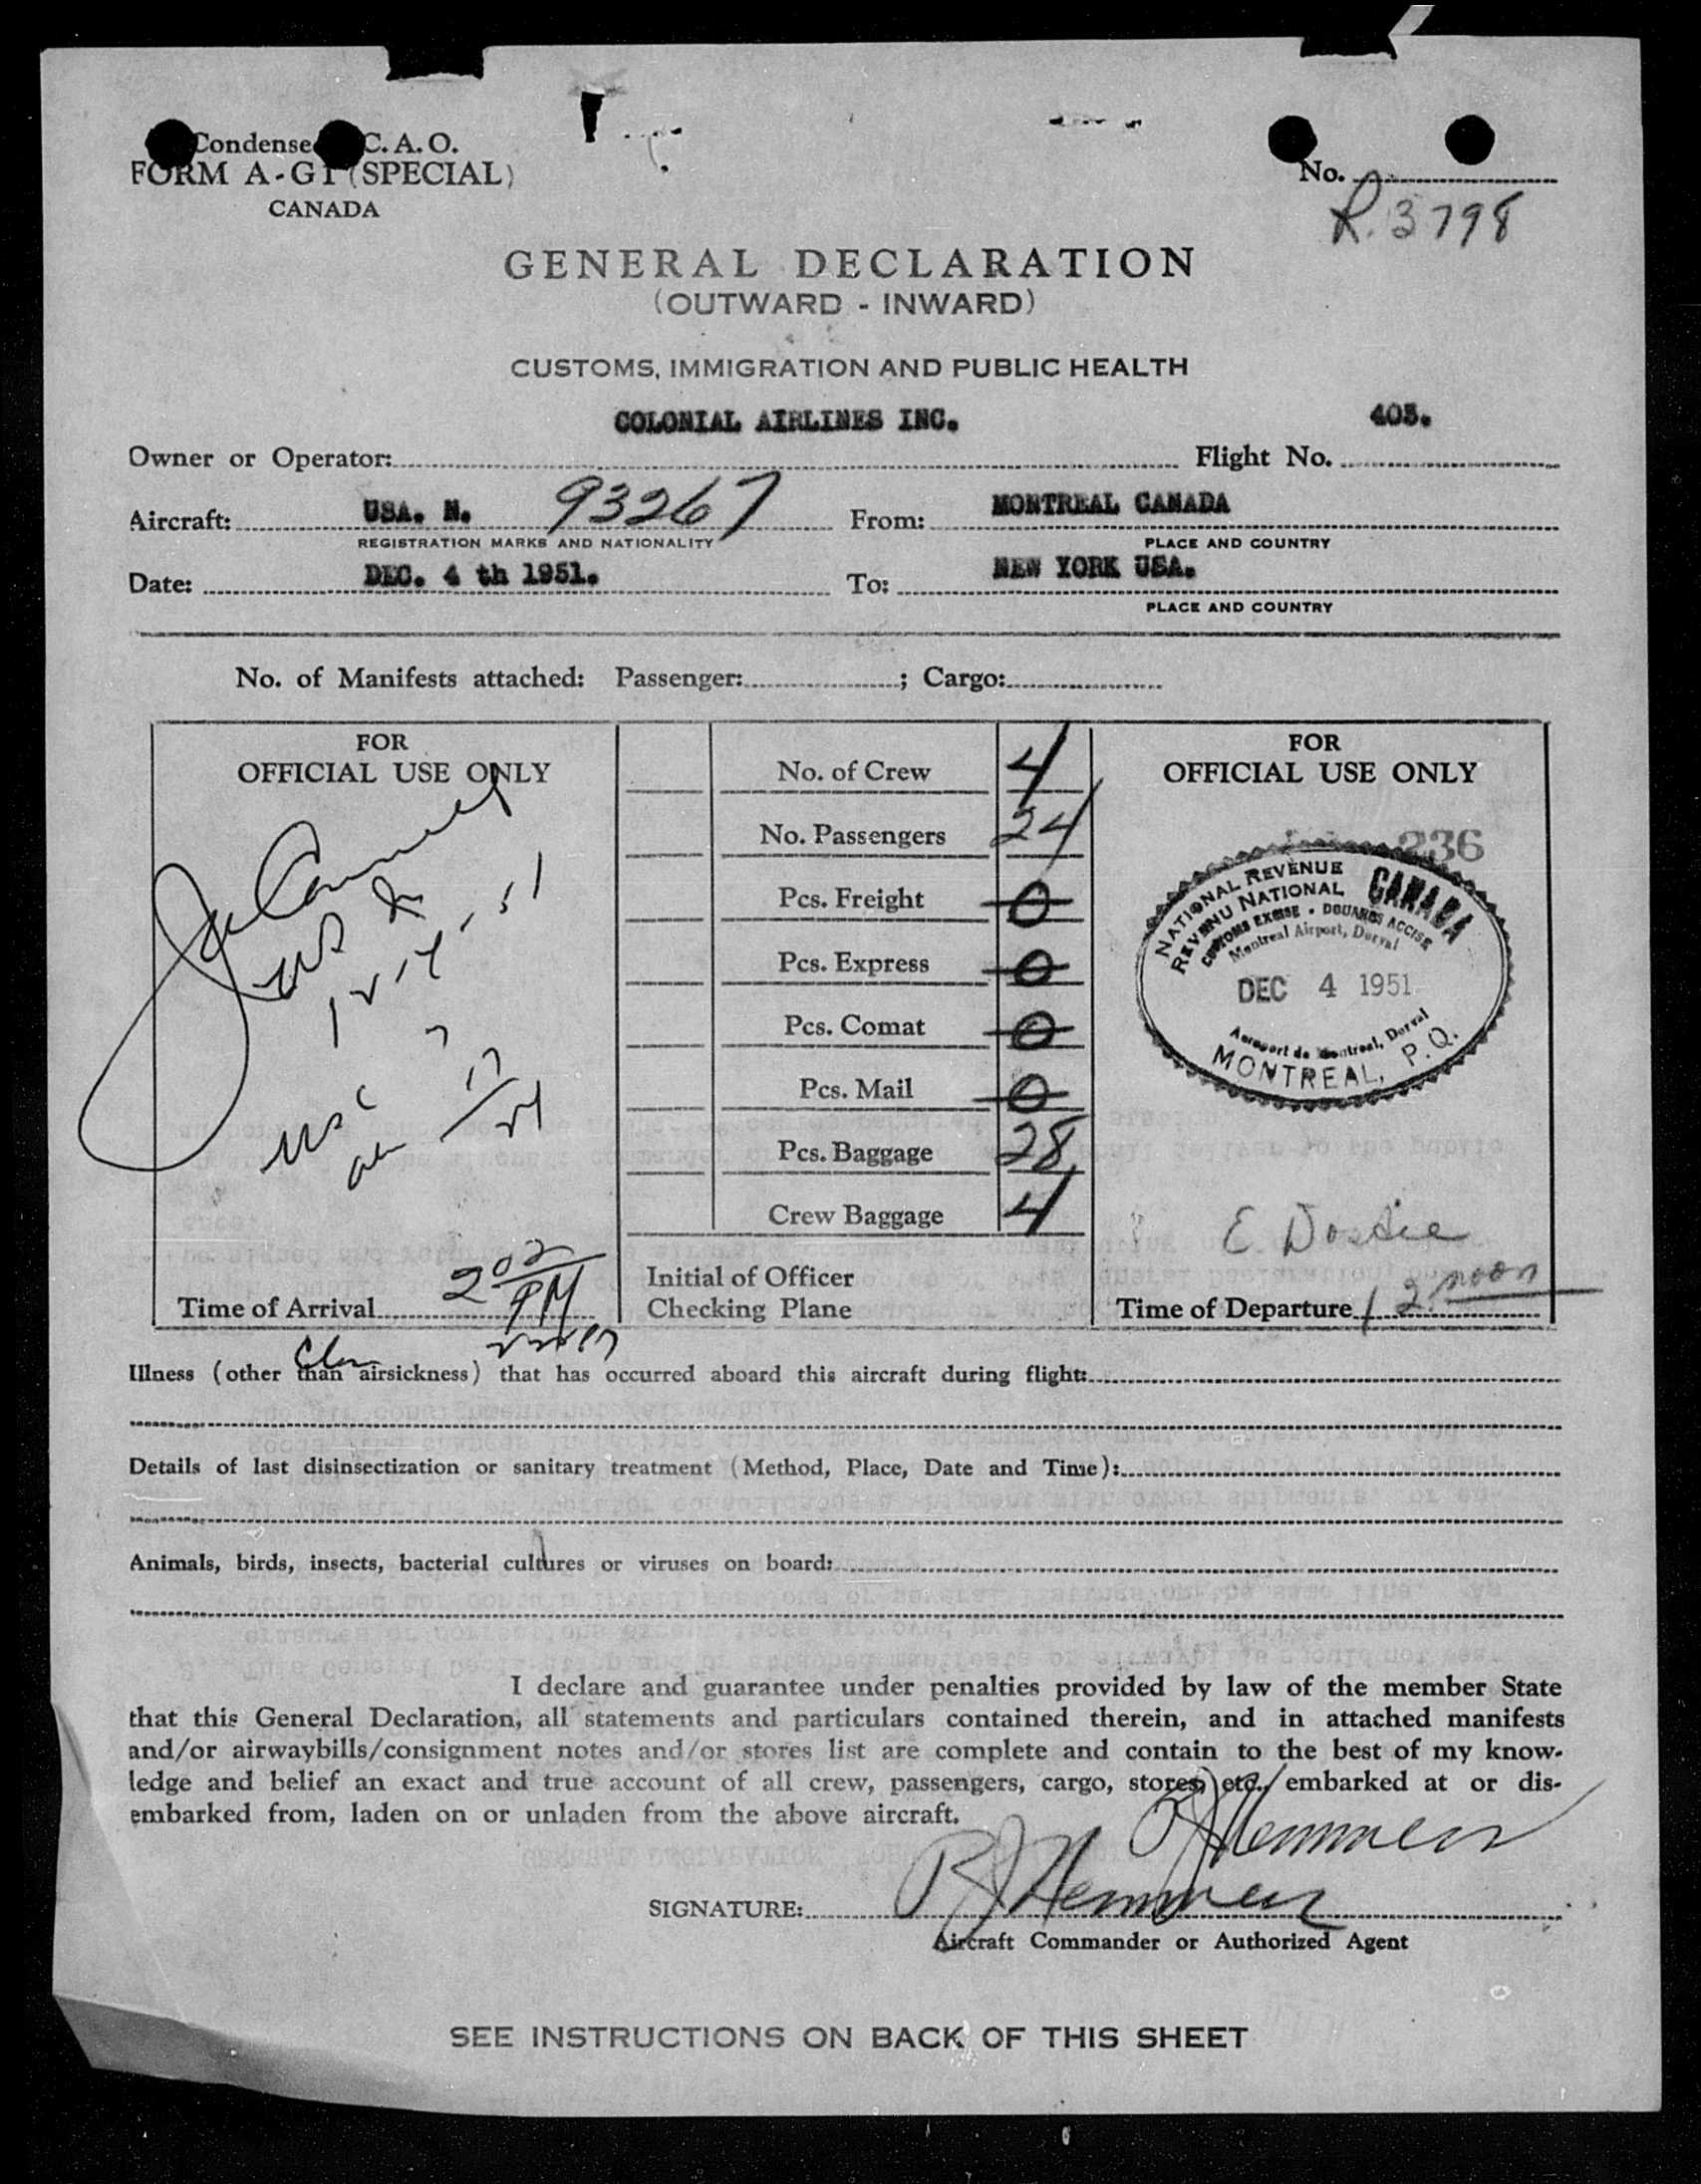 Condensed C. A. O.
FORM A-G1 (SPECIAL)
CANADA
No.
R. 3798
GENERAL DECLARATION
(OUTWARD - INWARD)
CUSTOMS, IMMIGRATION AND PUBLIC HEALTH
Owner or Operator: COLONIAL AIRLINES INC. Flight No. 403.
Aircraft: USA. N. 93267 From: MONTREAL CANADA
REGISTRATION MARKS AND NATIONALITY PLACE AND COUNTRY
Date: DEC. 4 th 1951. To: NEW YORK USA.
PLACE AND COUNTRY
No. of Manifests attached: Passenger: ; Cargo:
FOR
OFFICIAL USE ONLY
12-4-51
17
24
Time of Arrival 2 02 PM
No. of Crew 4
No. Passengers 24
Pcs. Freight 0
Pcs. Express 0
Pcs. Comat 0
Pcs. Mail 0
Pcs. Baggage 28
Crew Baggage 4
Initial of Officer
Checking Plane
FOR
OFFICIAL USE ONLY
236
NATIONAL REVENUE
REVENU NATIONAL
CANADA
CUSTOMS EXCISE • DOUANES ACCISE
Montreal Airport, Dorval
DEC 4 1951
Aeroport de Montreal, Dorval
MONTREAL, P.Q.
E Dostie
Time of Departure 12 noon
Illness (other than airsickness) that has occurred aboard this aircraft during flight:
Details of last disinsectization or sanitary treatment (Method, Place, Date and Time):
Animals, birds, insects, bacterial cultures or viruses on board:
I declare and guarantee under penalties provided by law of the member State
that this General Declaration, all statements and particulars contained therein, and in attached manifests
and/or airwaybills/consignment notes and/or stores list are complete and contain to the best of my know-
ledge and belief an exact and true account of all crew, passengers, cargo, stores, etc., embarked at or dis-
embarked from, laden on or unladen from the above aircraft.
SIGNATURE:
Aircraft Commander or Authorized Agent
SEE INSTRUCTIONS ON BACK OF THIS SHEET